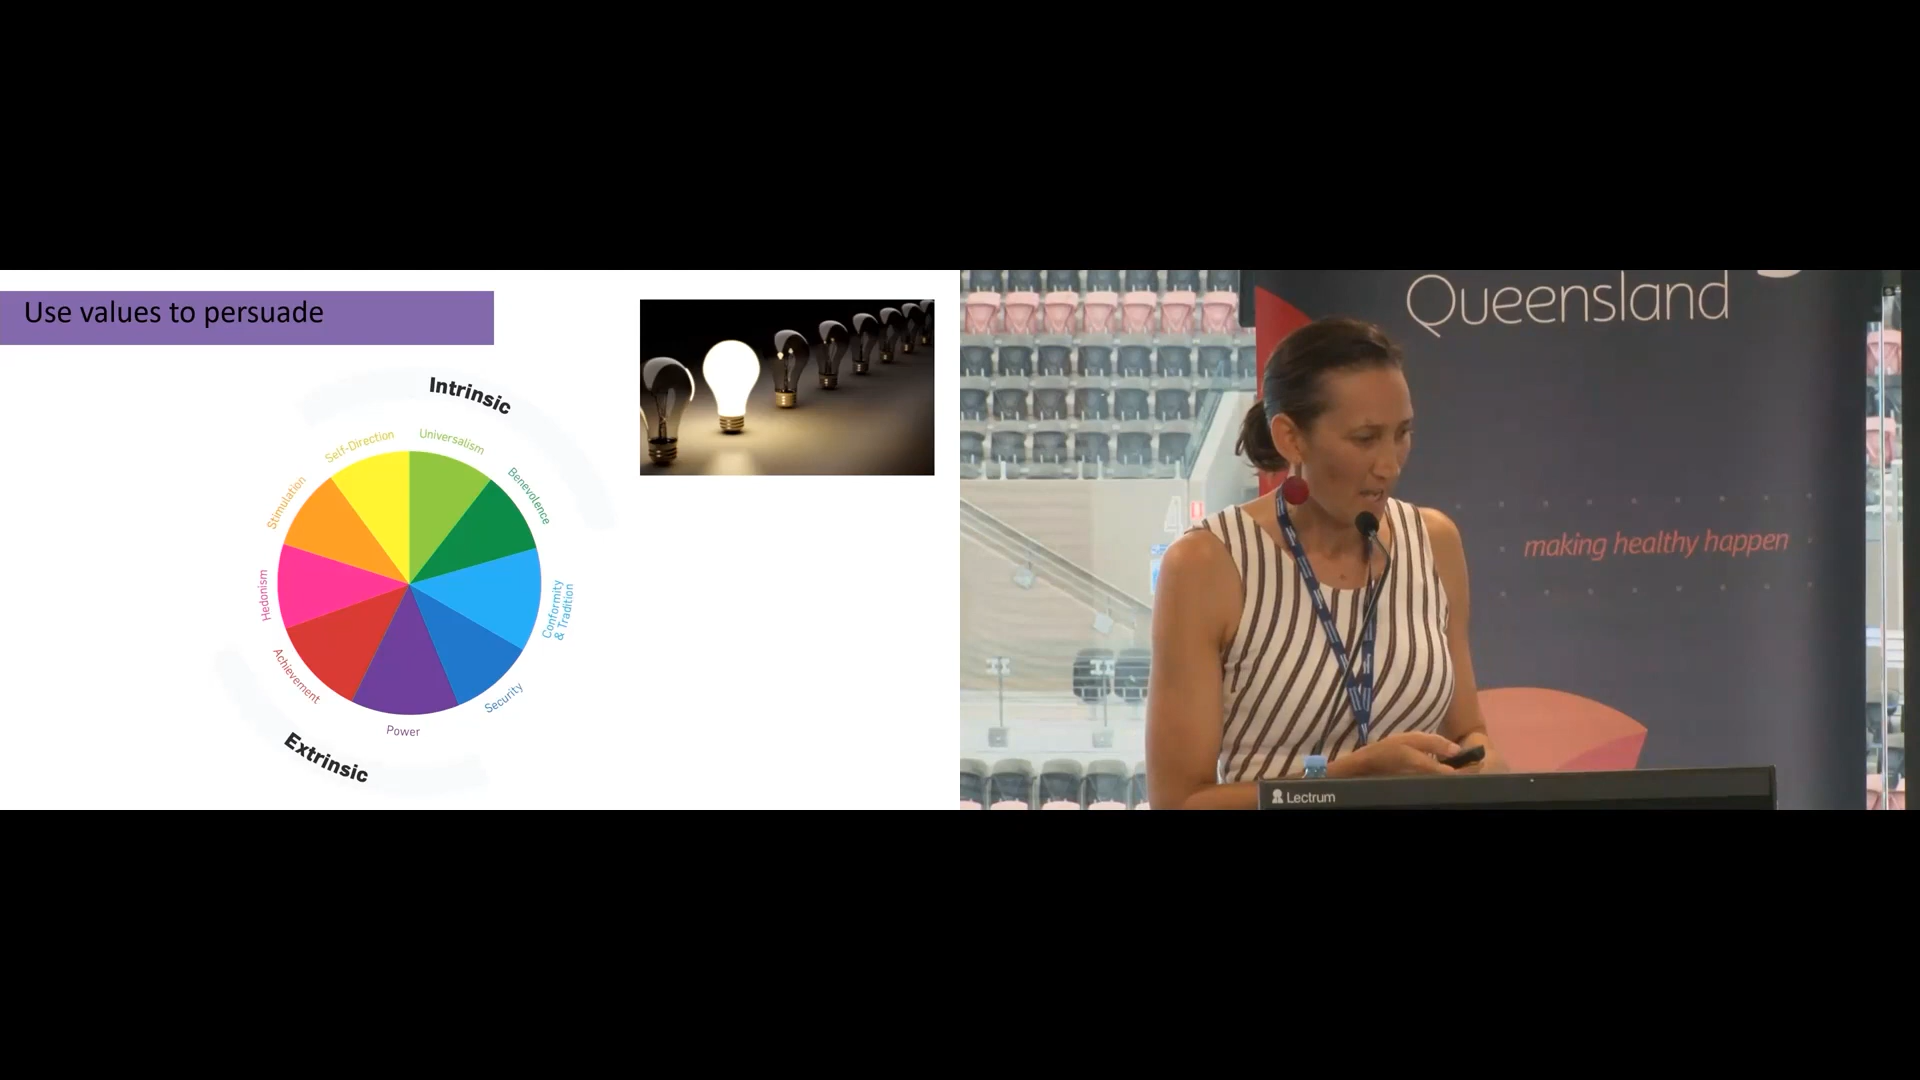 Use values to persuade
Intrinsic
Self-Direction
Universalism
Stimulation
Benevolence
Hedonism
Conformity
& Tradition
Achievement
Security
Power
Extrinsic
Queensland
making healthy happen
4
Lectrum